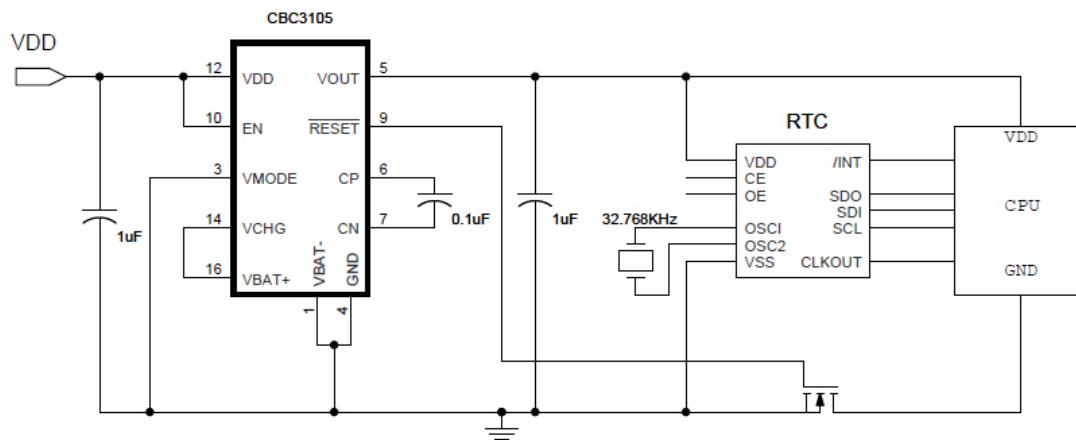 CBC3105
VDD
12 VDD VOUT 5
10 EN RESET 9
3 VMODE CP 6
14 VCHG CN 7
16 VBAT+
VBAT-
GND
1
4
1uF
0.1uF
1uF
32.768KHz
RTC
VDD /INT
CE
OE SDO
SDI
OSCI SCL
OSC2
VSS CLKOUT
VDD
CPU
GND